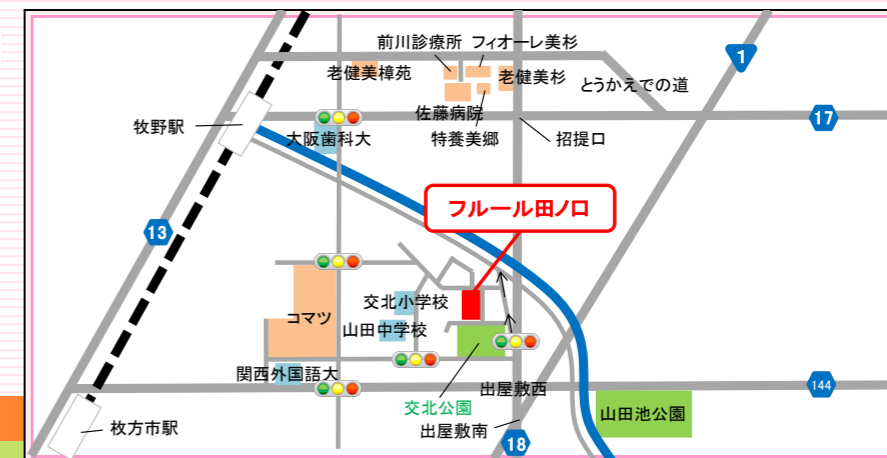 前川診療所
フィオーレ美杉
老健美樟苑
老健美杉
1
とうかえでの道
佐藤病院
17
牧野駅
大阪歯科大
特養美郷
招提口
フルール田ノ口
13
交北小学校
コマツ
山田中学校
関西外国語大
出屋敷西
144
交北公園
山田池公園
枚方市駅
出屋敷南
18